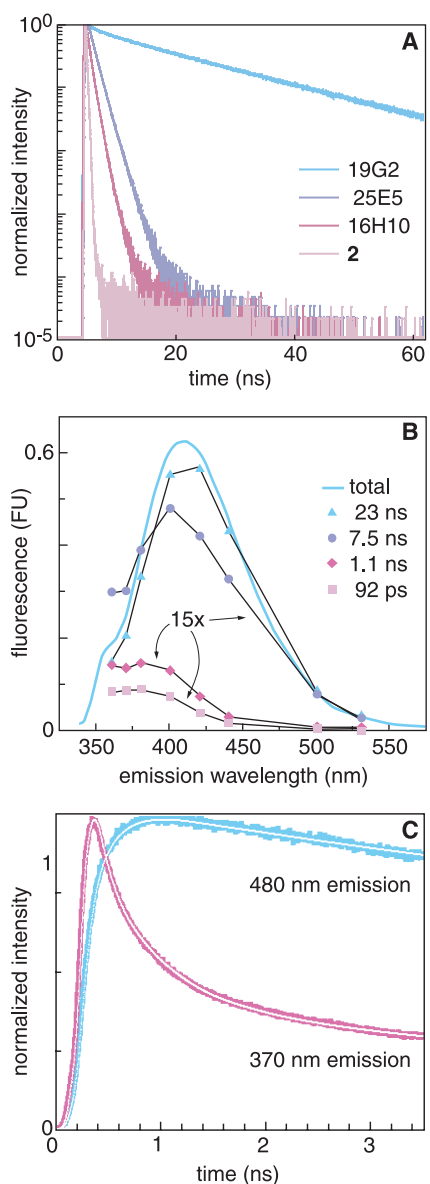 A
10⁰
normalized intensity
19G2
25E5
16H10
2
10⁻⁵
0 20 40 60
time (ns)
B
0.6
fluorescence (FU)
total
23 ns
7.5 ns
1.1 ns
92 ps
15x
0
350 400 450 500 550
emission wavelength (nm)
C
1
normalized intensity
480 nm emission
370 nm emission
0
0 1 2 3
time (ns)